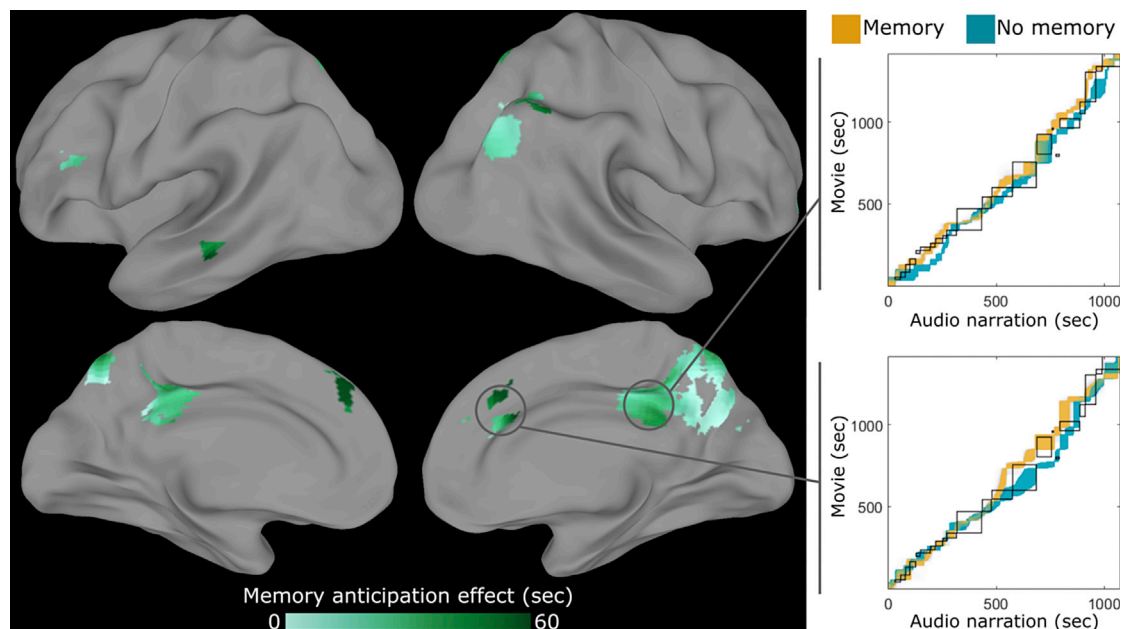 Memory No memory
Movie (sec)
1000
500
0 500 1000
Audio narration (sec)
Movie (sec)
1000
500
0 500 1000
Audio narration (sec)
Memory anticipation effect (sec)
0 60